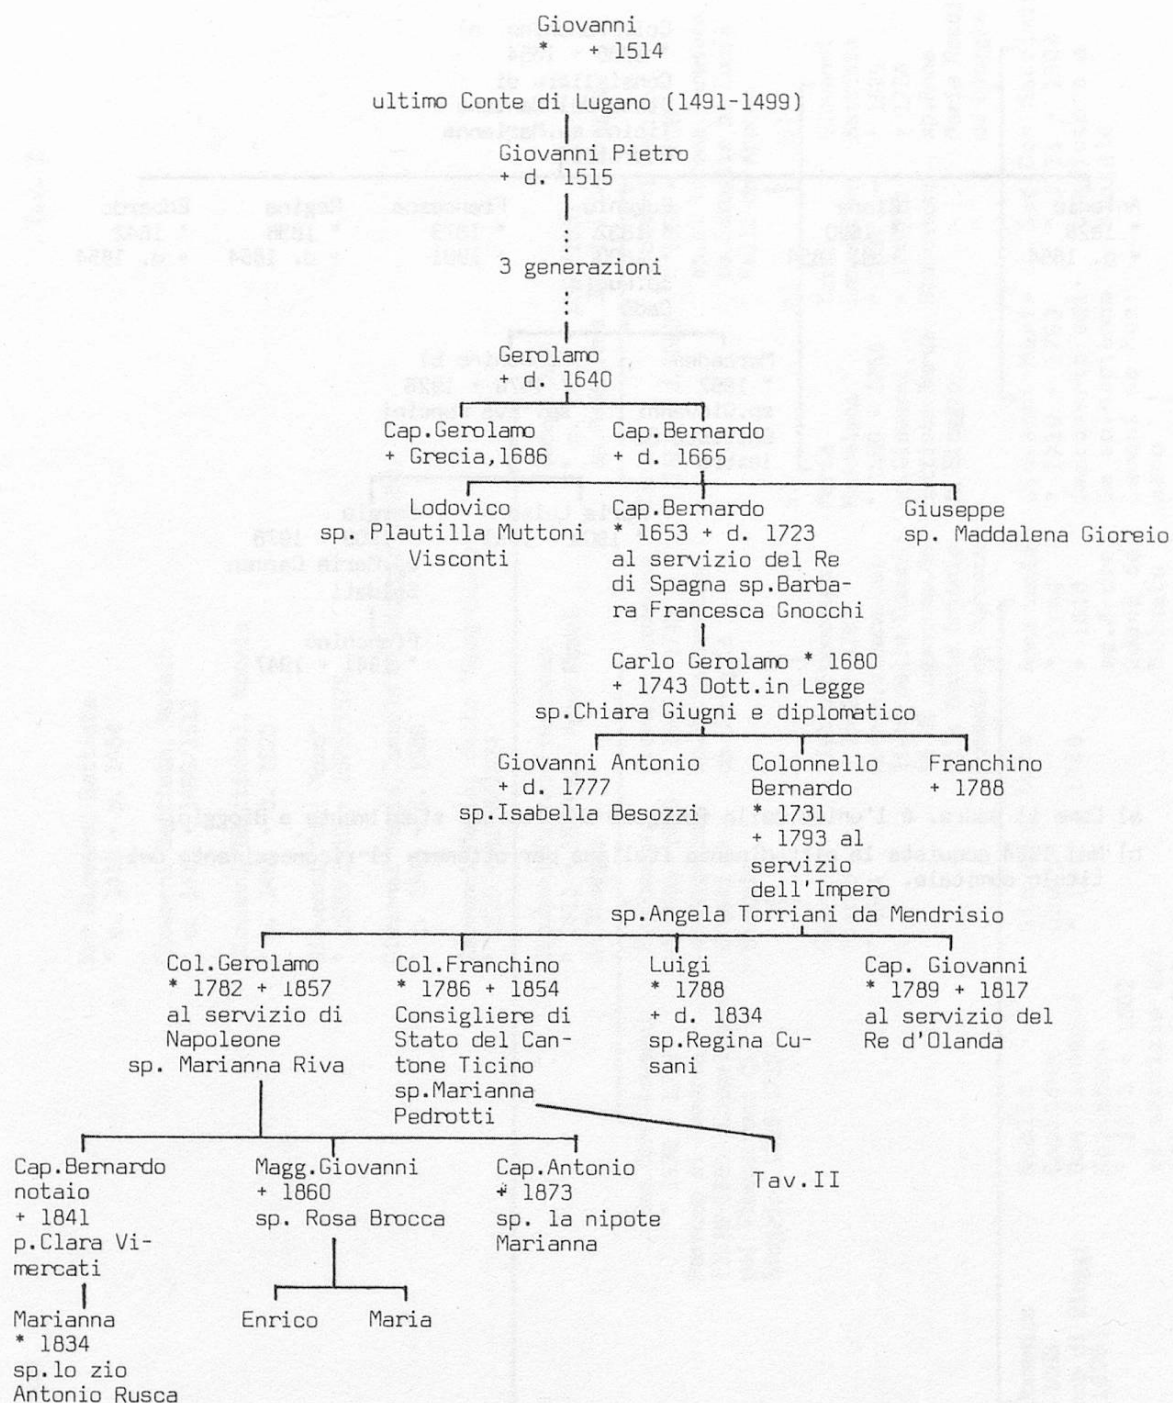 Giovanni
* + 1514
ultimo Conte di Lugano (1491-1499)
Giovanni Pietro
+ d. 1515
3 generazioni
Gerolamo
+ d. 1640
Cap.Gerolamo
+ Grecia,1686
Cap.Bernardo
+ d. 1665
Lodovico
sp. Plautilla Muttoni
Visconti
Cap.Bernardo
* 1653 + d. 1723
al servizio del Re
di Spagna sp.Barba-
ra Francesca Gnocchi
Giuseppe
sp. Maddalena Gioreio
Carlo Gerolamo * 1680
+ 1743 Dott.in Legge
sp.Chiara Giugni e diplomatico
Giovanni Antonio
+ d. 1777
sp.Isabella Besozzi
Colonnello
Bernardo
* 1731
+ 1793 al
servizio
dell'Impero
sp.Angela Torriani da Mendrisio
Franchino
+ 1788
Col.Gerolamo
* 1782 + 1857
al servizio di
Napoleone
sp. Marianna Riva
Col.Franchino
* 1786 + 1854
Consigliere di
Stato del Can-
tone Ticino
sp.Marianna
Pedrotti
Luigi
* 1788
+ d. 1834
sp.Regina Cu-
sani
Cap. Giovanni
* 1789 + 1817
al servizio del
Re d'Olanda
Cap.Bernardo
notaio
+ 1841
p.Clara Vi-
mercati
Magg.Giovanni
+ 1860
sp. Rosa Brocca
Cap.Antonio
+ 1873
sp. la nipote
Marianna
Tav.II
Marianna
* 1834
sp.lo zio
Antonio Rusca
Enrico
Maria